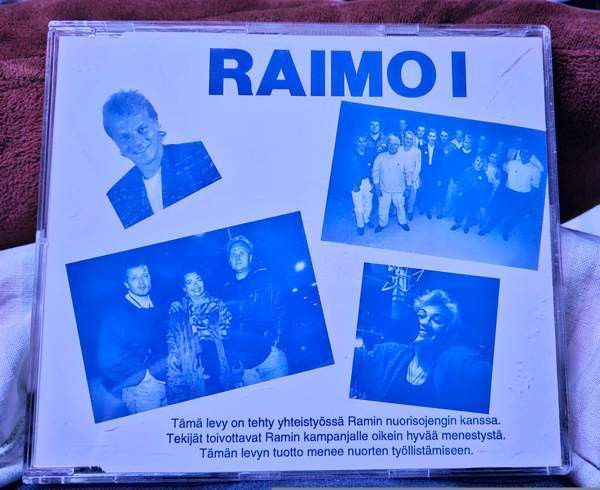 RAIMO I
Tämä levy on tehty yhteistyössä Ramin nuorisojengin kanssa.
Tekijät toivottavat Ramin kampanjalle oikein hyvää menestystä.
Tämän levyn tuotto menee nuorten työllistämiseen.